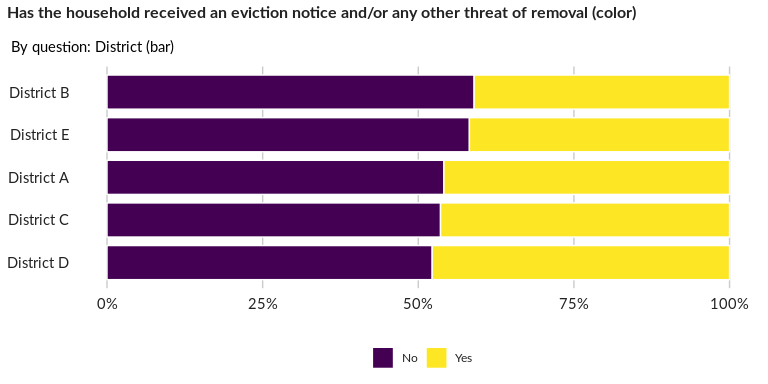 Has the household received an eviction notice and/or any other threat of removal (color)
By question: District (bar)
District B
District E
District A
District C
District D
0% 25% 50% 75% 100%
No Yes